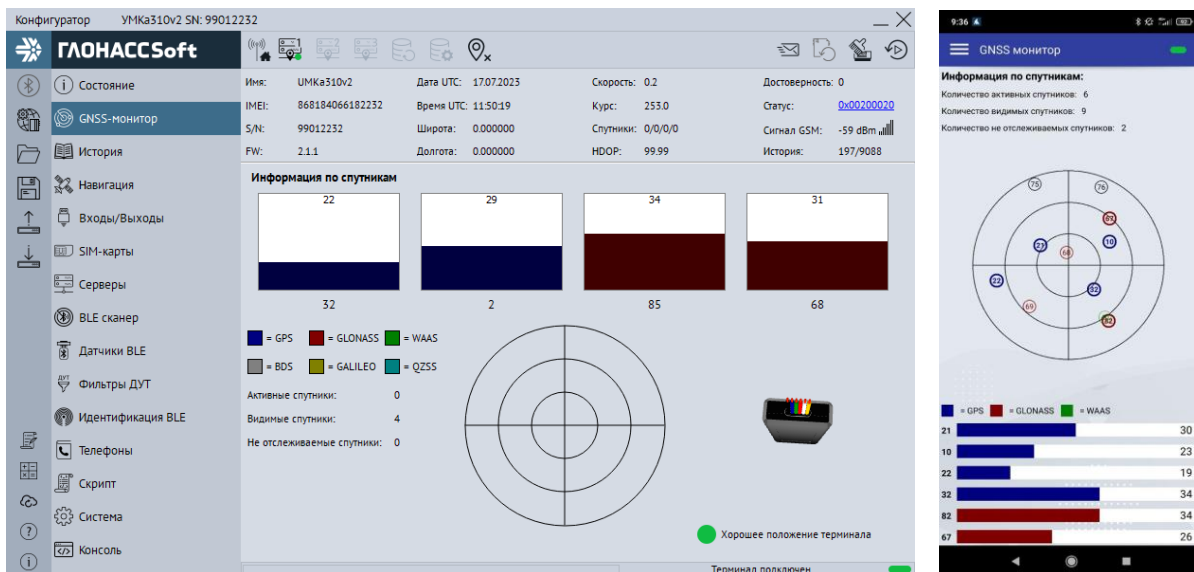 Конфигуратор УМКа310v2 SN: 99012232
ГЛОНАССSoft
Состояние
GNSS-монитор
История
Навигация
Входы/Выходы
SIM-карты
Серверы
BLE сканер
Датчики BLE
Фильтры ДУТ
Идентификация BLE
Телефоны
Скрипт
Система
Консоль
Имя: УМКа310v2 Дата UTC: 17.07.2023 Скорость: 0.2 Достоверность: 0
IMEI: 868184066182232 Время UTC: 11:50:19 Курс: 253.0 Статус: 0x00200020
S/N: 99012232 Широта: 0.000000 Спутники: 0/0/0/0 Сигнал GSM: -59 dBm
FW: 2.1.1 Долгота: 0.000000 HDOP: 99.99 История: 197/9088
Информация по спутникам
22 29 34 31
32 2 85 68
= GPS = GLONASS = WAAS
= BDS = GALILEO = QZSS
Активные спутники: 0
Видимые спутники: 4
Не отслеживаемые спутники: 0
Хорошее положение терминала
Терминал подключен
9:36
GNSS монитор
Информация по спутникам:
Количество активных спутников: 6
Количество видимых спутников: 9
Количество не отслеживаемых спутников: 2
75 76
10
68
22
32
69
82
= GPS = GLONASS = WAAS
21 30
10 23
22 19
32 34
82 34
67 26